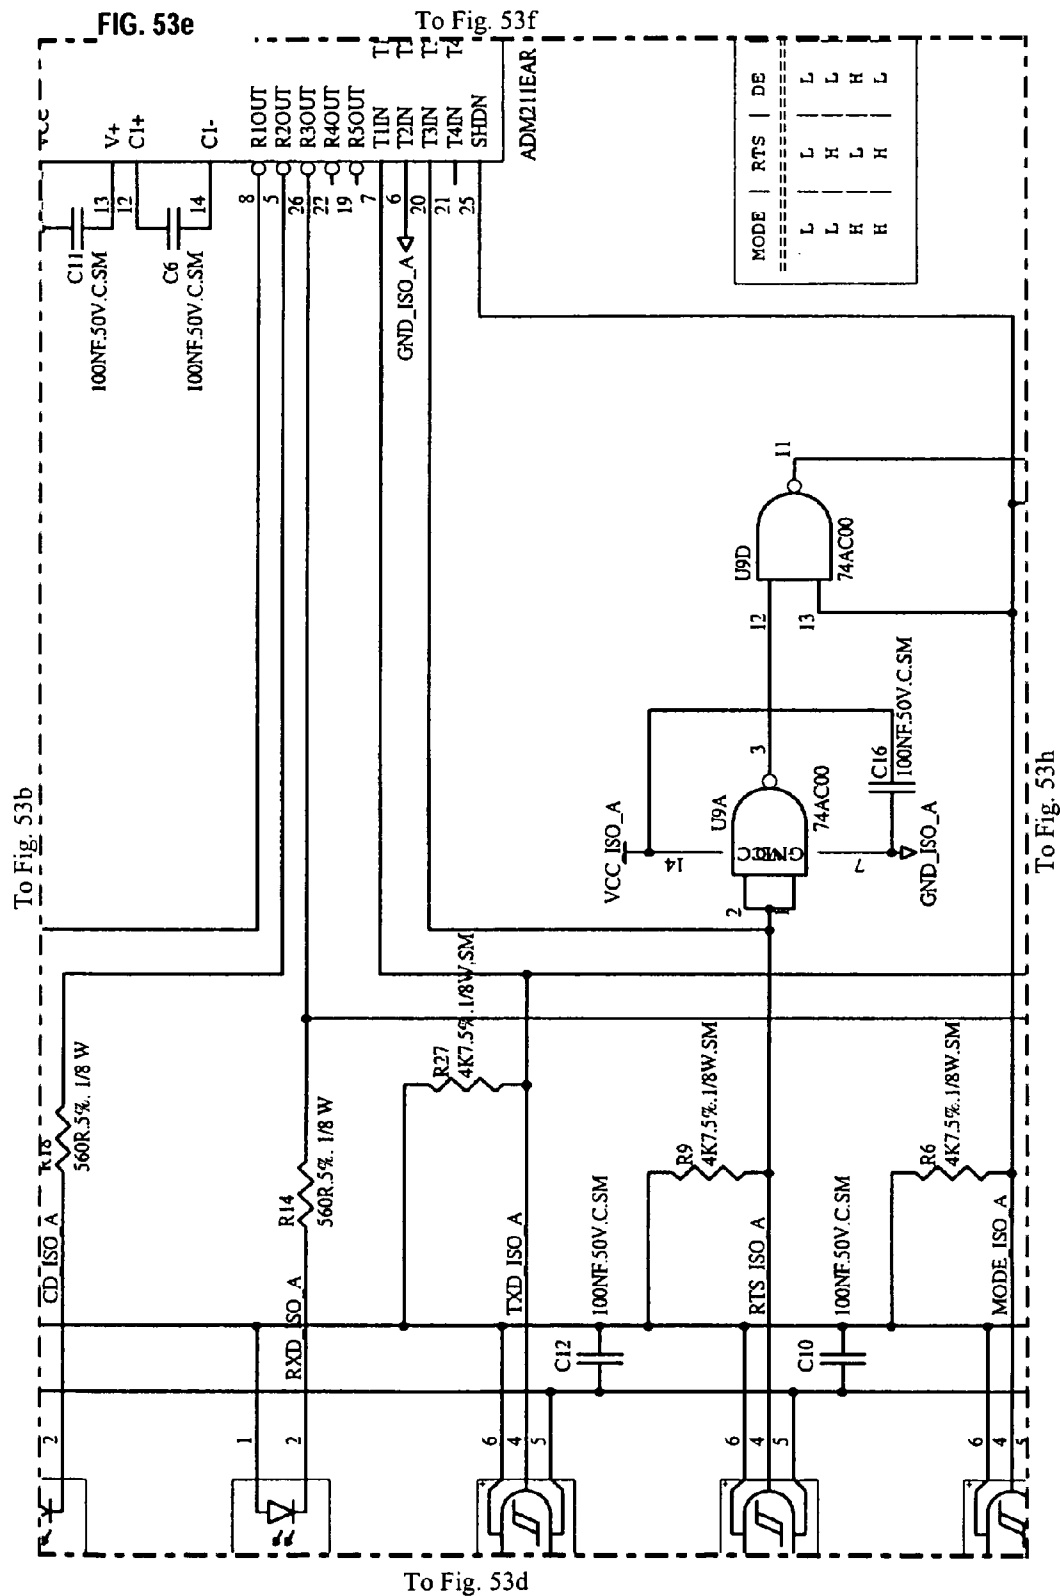 FIG. 53e
To Fig. 53f
To Fig. 53b
To Fig. 53h
To Fig. 53d
VCC
V+
C1+
C1-
R1OUT
R2OUT
R3OUT
R4OUT
R5OUT
T1IN
T2IN
T3IN
T4IN
SHDN
ADM211EAR
T4
13
12
14
8
5
26
22
19
7
6
20
21
25
C11
100NF.50V.C.SM
C6
100NF.50V.C.SM
GND_ISO_A
MODE | RTS | DE
L | L | L
L | H | L
H | L | H
H | H | L
11
U9D
74AC00
12
13
3
U9A
74AC00
C16
100NF.50V.C.SM
VCC_ISO_A
14
GND
VCC
7
GND_ISO_A
2
R18
560R.5%. 1/8 W
CD_ISO_A
R14
560R.5%. 1/8 W
RXD_ISO_A
R27
4K7.5%.1/8W.SM
TXD_ISO_A
R9
4K7.5%.1/8W.SM
RTS_ISO_A
R6
4K7.5%.1/8W.SM
MODE_ISO_A
C12
100NF.50V.C.SM
C10
100NF.50V.C.SM
2
1
2
6
4
5
6
4
5
6
4
5